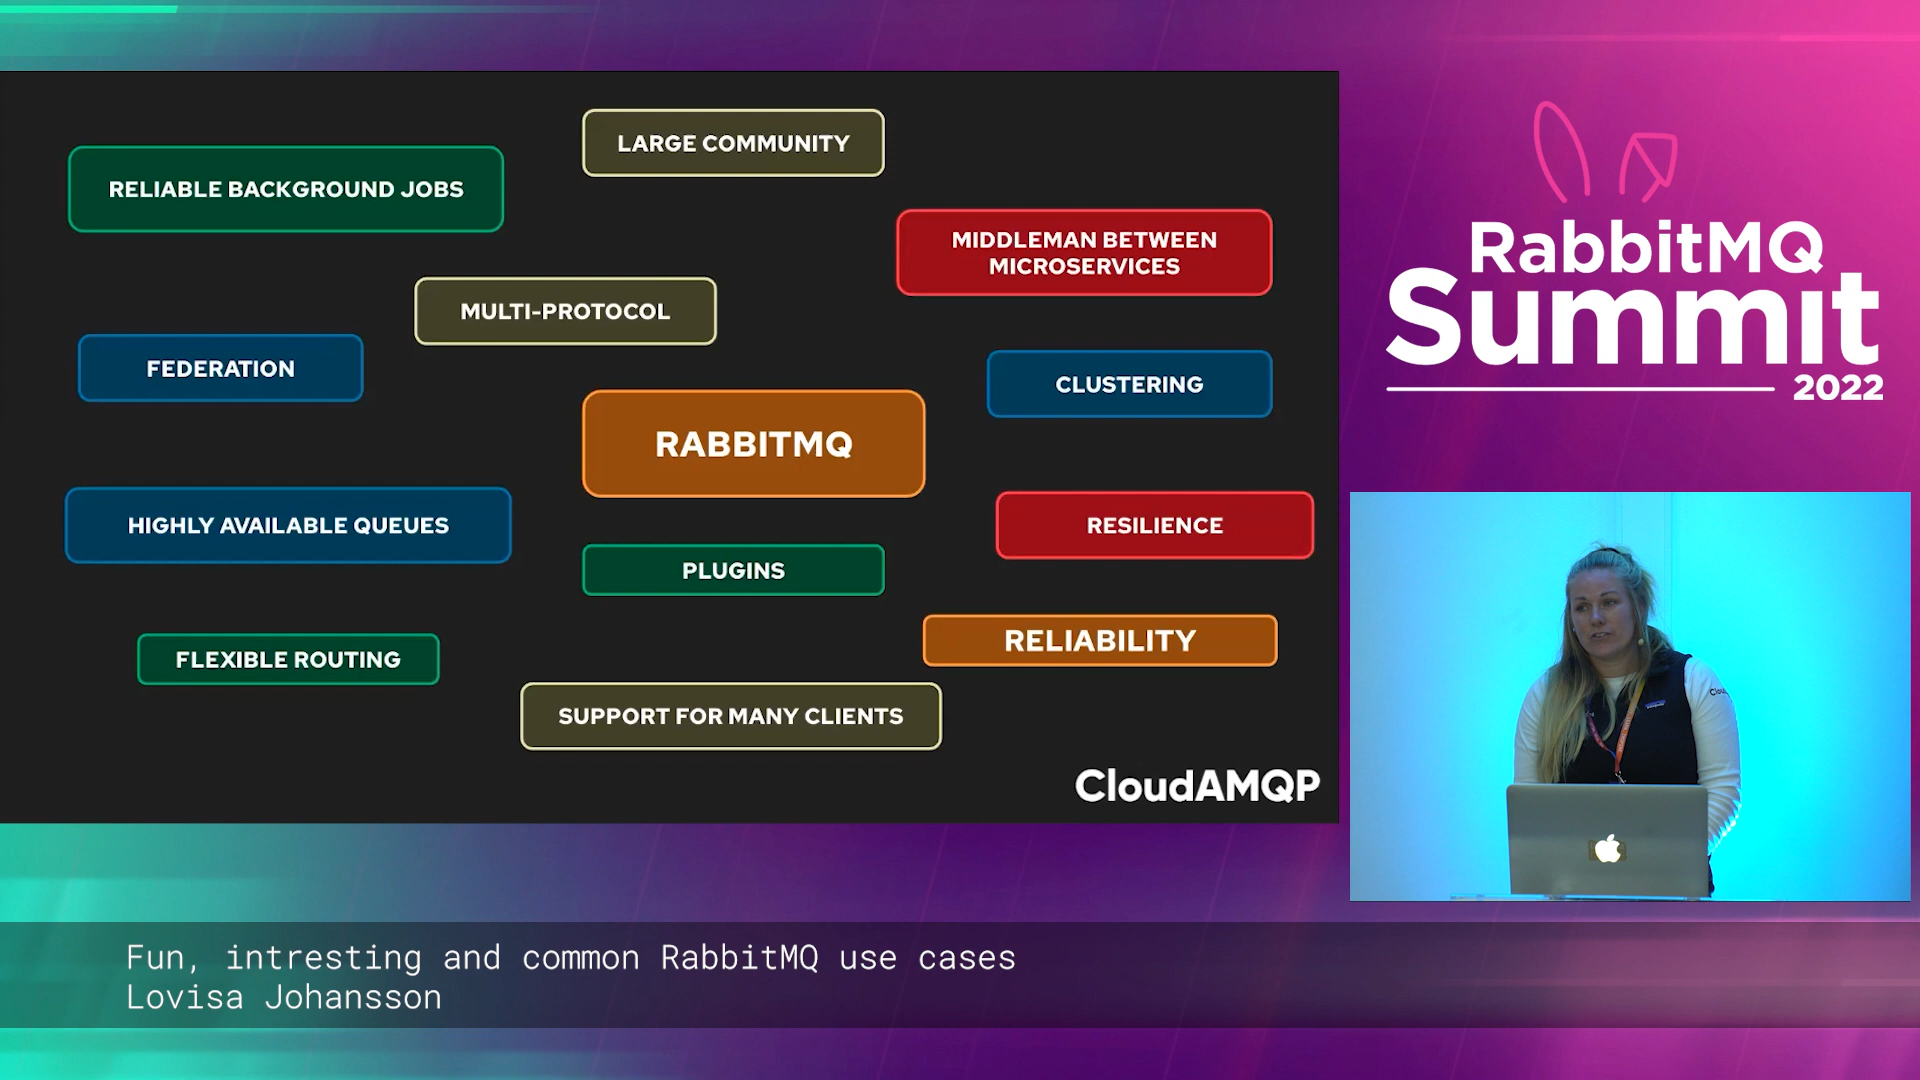 LARGE COMMUNITY
RELIABLE BACKGROUND JOBS
MIDDLEMAN BETWEEN
MICROSERVICES
MULTI-PROTOCOL
FEDERATION
CLUSTERING
RABBITMQ
HIGHLY AVAILABLE QUEUES
RESILIENCE
PLUGINS
RELIABILITY
FLEXIBLE ROUTING
SUPPORT FOR MANY CLIENTS
CloudAMQP
RabbitMQ
Summit
2022
Fun, intresting and common RabbitMQ use cases
Lovisa Johansson